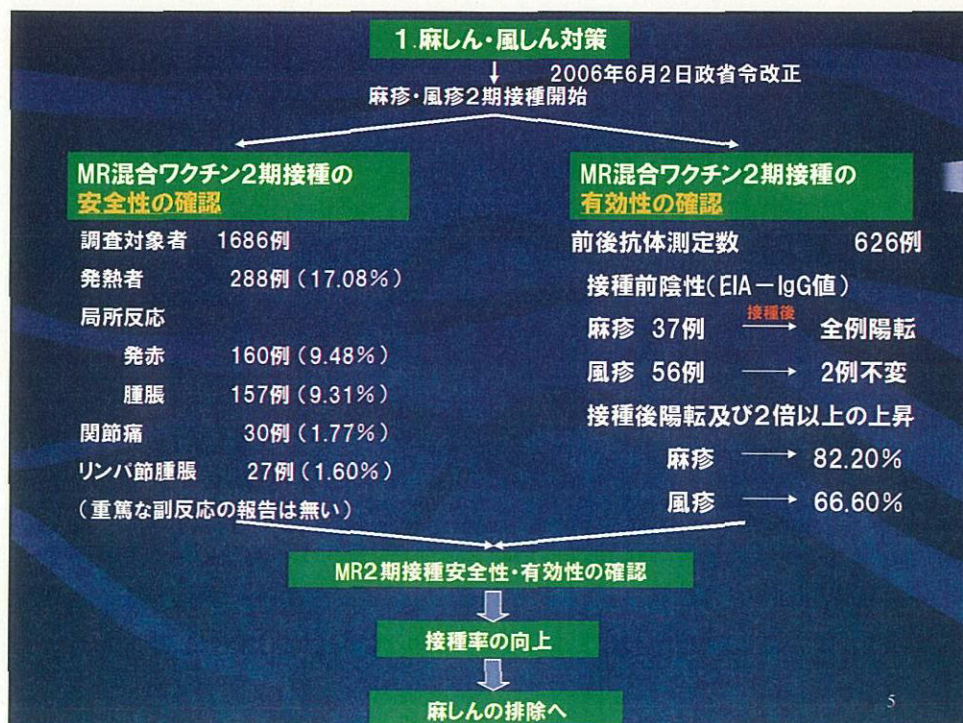 1.麻しん・風しん対策
2006年6月2日政省令改正
麻疹・風疹2期接種開始
MR混合ワクチン2期接種の
安全性の確認
調査対象者 1686例
発熱者 288例(17.08%)
局所反応
発赤 160例(9.48%)
腫脹 157例(9.31%)
関節痛 30例(1.77%)
リンパ節腫脹 27例(1.60%)
(重篤な副反応の報告は無い)
MR混合ワクチン2期接種の
有効性の確認
前後抗体測定数 626例
接種前陰性(EIA-IgG値)
接種後
麻疹 37例 → 全例陽転
風疹 56例 → 2例不変
接種後陽転及び2倍以上の上昇
麻疹 → 82.20%
風疹 → 66.60%
MR2期接種安全性・有効性の確認
接種率の向上
麻しんの排除へ
5